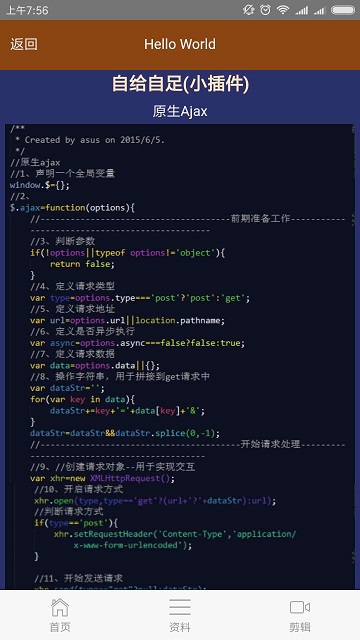 上午7:56
返回
Hello World
自给自足(小插件)
原生Ajax
/**
* Created by asus on 2015/6/5.
*/
//原生ajax
//1、声明一个全局变量
window.$={};
//2、
$.ajax=function(options){
//----------------------------------------前期准备工作-----------
----------------------------------
//3、判断参数
if(!options||typeof options!='object'){
return false;
}
//4、定义请求类型
var type=options.type==='post'?'post':'get';
//5、定义请求地址
var url=options.url||location.pathname;
//6、定义是否异步执行
var async=options.async===false?false:true;
//7、定义请求数据
var data=options.data||{};
//8、操作字符串，用于拼接到get请求中
var dataStr='';
for(var key in data){
dataStr+=key+'='+data[key]+'&';
}
dataStr=dataStr&&dataStr.splice(0,-1);
//------------------------------------------开始请求处理---------
---------------------------------
//9、//创建请求对象--用于实现交互
var xhr=new XMLHttpRequest();
//10、开启请求方式
xhr.open(type,type=='get'?(url+'?'+dataStr):url);
//判断请求方式
if(type=='post'){
xhr.setRequestHeader('Content-Type','application/
x-www-form-urlencoded');
}
//11、开始发送请求
首页
资料
剪辑